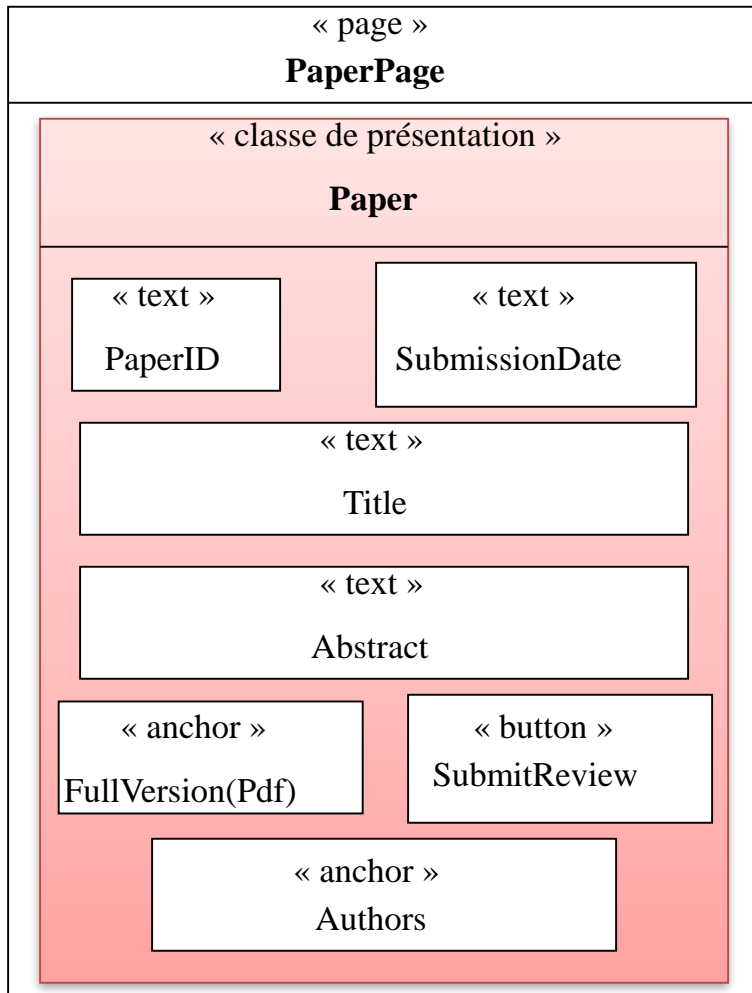 « page »
PaperPage
« classe de présentation »
Paper
« text »
PaperID
« text »
SubmissionDate
« text »
Title
« text »
Abstract
« anchor »
FullVersion(Pdf)
« button »
SubmitReview
« anchor »
Authors